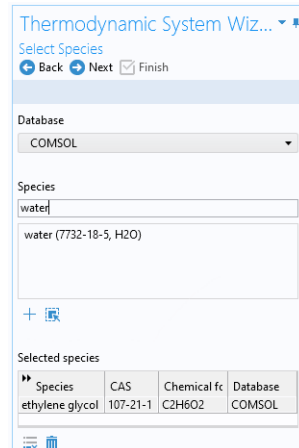 Thermodynamic System Wiz...
Select Species
Back Next Finish
Database
COMSOL
Species
water
water (7732-18-5, H2O)
Selected species
Species CAS Chemical fc Database
ethylene glycol 107-21-1 C2H6O2 COMSOL